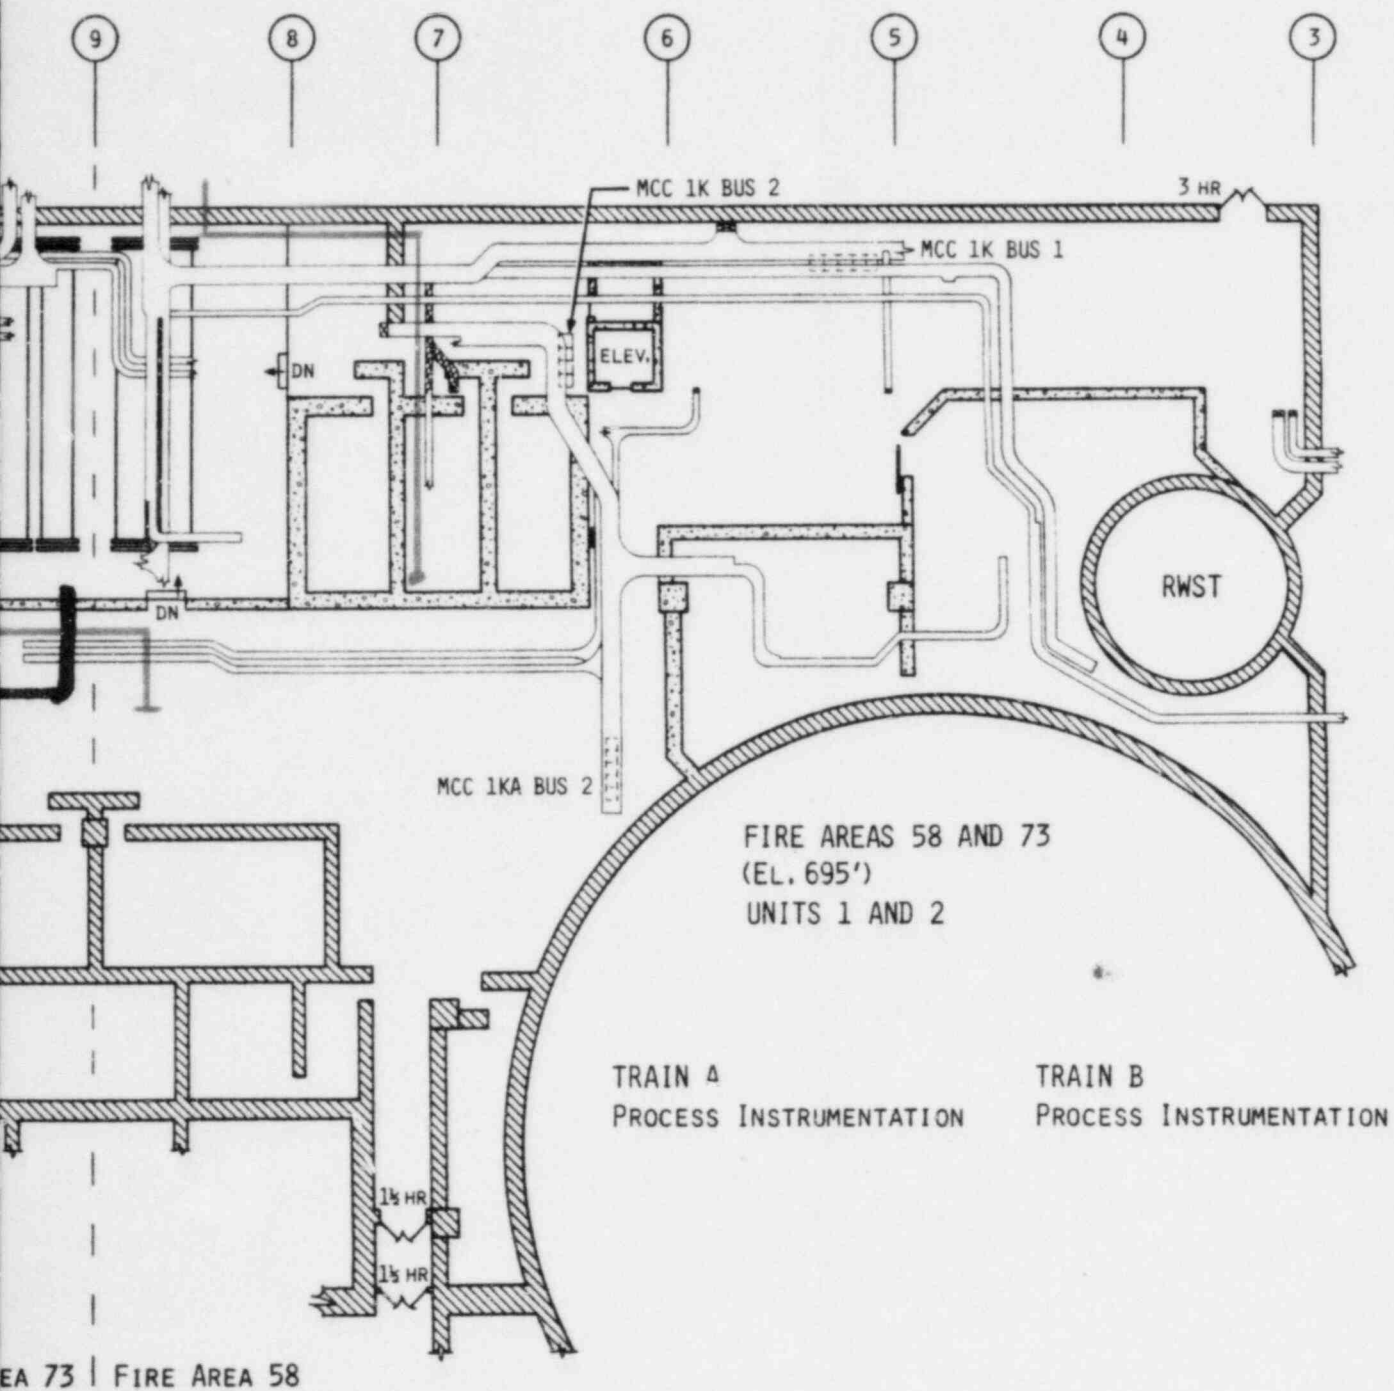 9 8 7 6 5 4 3
MCC 1K BUS 2
3 HR
MCC 1K BUS 1
ELEV.
DN
RWST
DN
MCC 1KA BUS 2
FIRE AREAS 58 AND 73
(EL. 695')
UNITS 1 AND 2
TRAIN A
PROCESS INSTRUMENTATION
TRAIN B
PROCESS INSTRUMENTATION
1½ HR
1½ HR
EA 73 | FIRE AREA 58